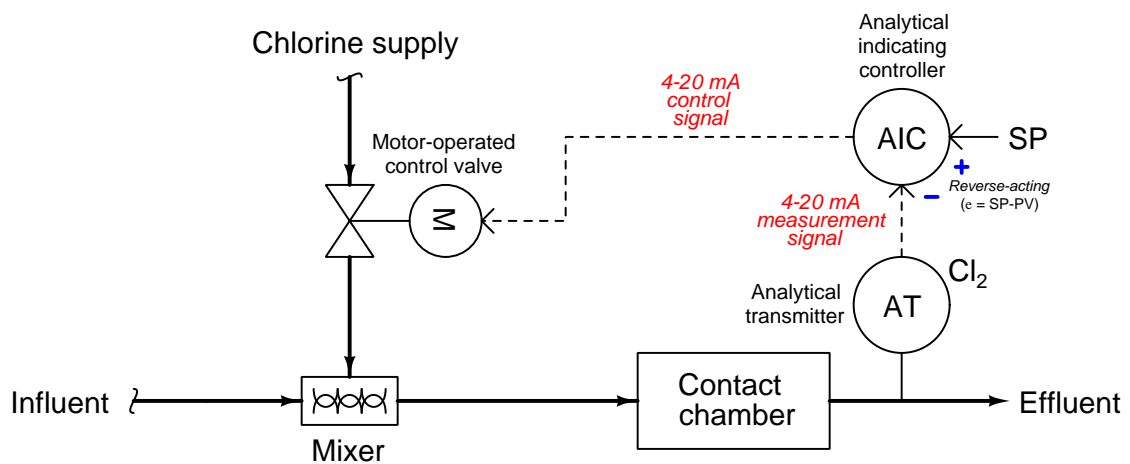 Chlorine supply
Motor-operated
control valve
M
4-20 mA
control
signal
Analytical
indicating
controller
AIC
SP
+
−
Reverse-acting
(e = SP-PV)
4-20 mA
measurement
signal
Cl₂
Analytical
transmitter
AT
Influent
Mixer
Contact
chamber
Effluent